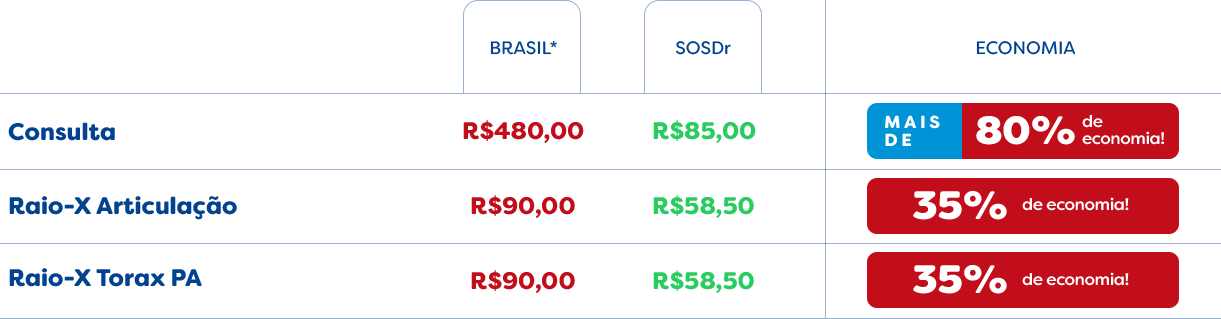 BRASIL* SOSDr ECONOMIA
Consulta R$480,00 R$85,00 MAIS DE 80% de economia!
Raio-X Articulação R$90,00 R$58,50 35% de economia!
Raio-X Torax PA R$90,00 R$58,50 35% de economia!